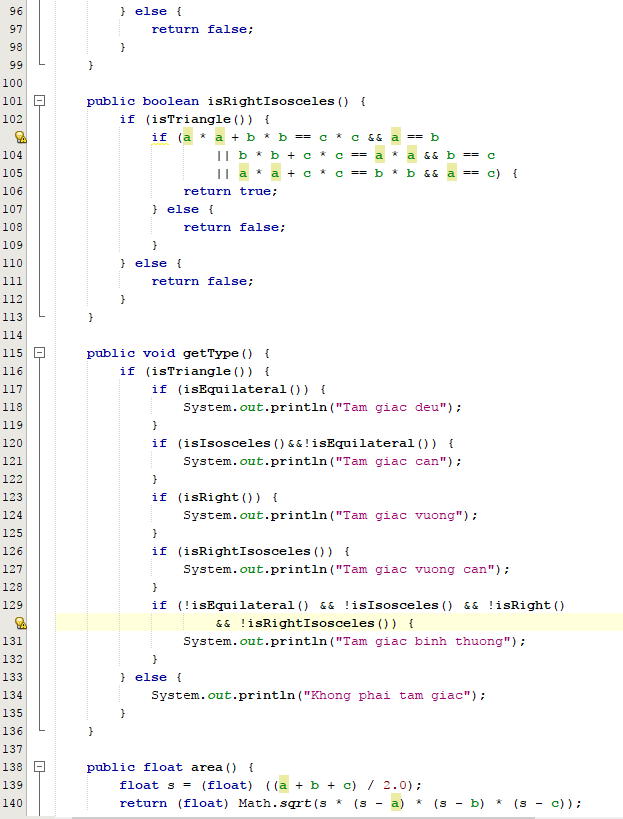 96 } else {
97 return false;
98 }
99 }
100
101 public boolean isRightIsosceles() {
102 if (isTriangle()) {
if (a * a + b * b == c * c && a == b
104 || b * b + c * c == a * a && b == c
105 || a * a + c * c == b * b && a == c) {
106 return true;
107 } else {
108 return false;
109 }
110 } else {
111 return false;
112 }
113 }
114
115 public void getType() {
116 if (isTriangle()) {
117 if (isEquilateral()) {
118 System.out.println("Tam giac deu");
119 }
120 if (isIsosceles()&&!isEquilateral()) {
121 System.out.println("Tam giac can");
122 }
123 if (isRight()) {
124 System.out.println("Tam giac vuong");
125 }
126 if (isRightIsosceles()) {
127 System.out.println("Tam giac vuong can");
128 }
129 if (!isEquilateral() && !isIsosceles() && !isRight()
&& !isRightIsosceles()) {
131 System.out.println("Tam giac binh thuong");
132 }
133 } else {
134 System.out.println("Khong phai tam giac");
135 }
136 }
137
138 public float area() {
139 float s = (float) ((a + b + c) / 2.0);
140 return (float) Math.sqrt(s * (s - a) * (s - b) * (s - c));